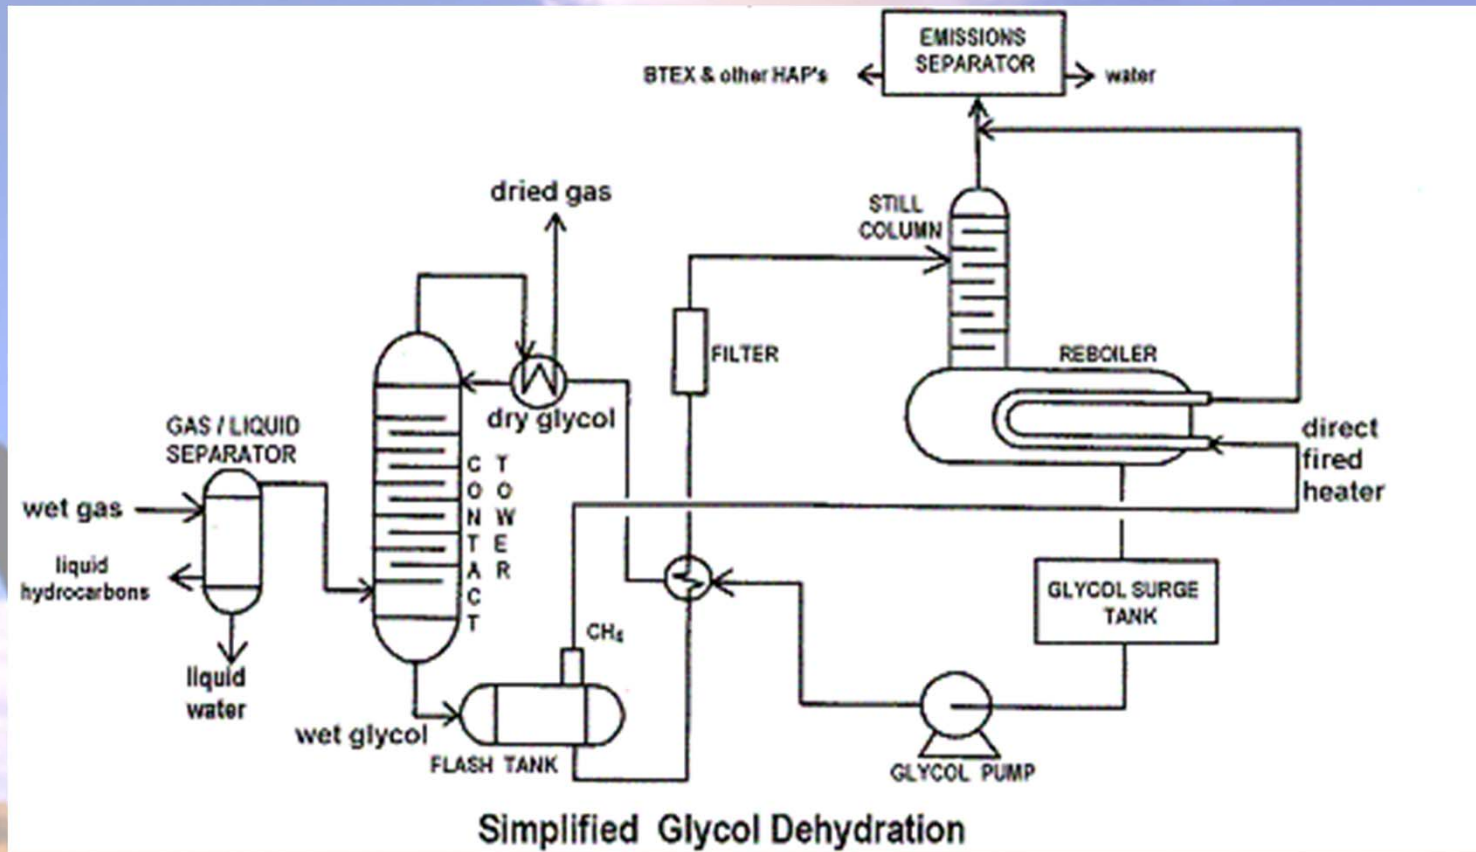 EMISSIONS
SEPARATOR
BTEX & other HAP's
water
dried gas
STILL
COLUMN
FILTER
REBOILER
dry glycol
GAS / LIQUID
SEPARATOR
CONTACT
TOWER
direct
fired
heater
wet gas
liquid
hydrocarbons
GLYCOL SURGE
TANK
CH₄
liquid
water
wet glycol
FLASH TANK
GLYCOL PUMP
Simplified Glycol Dehydration